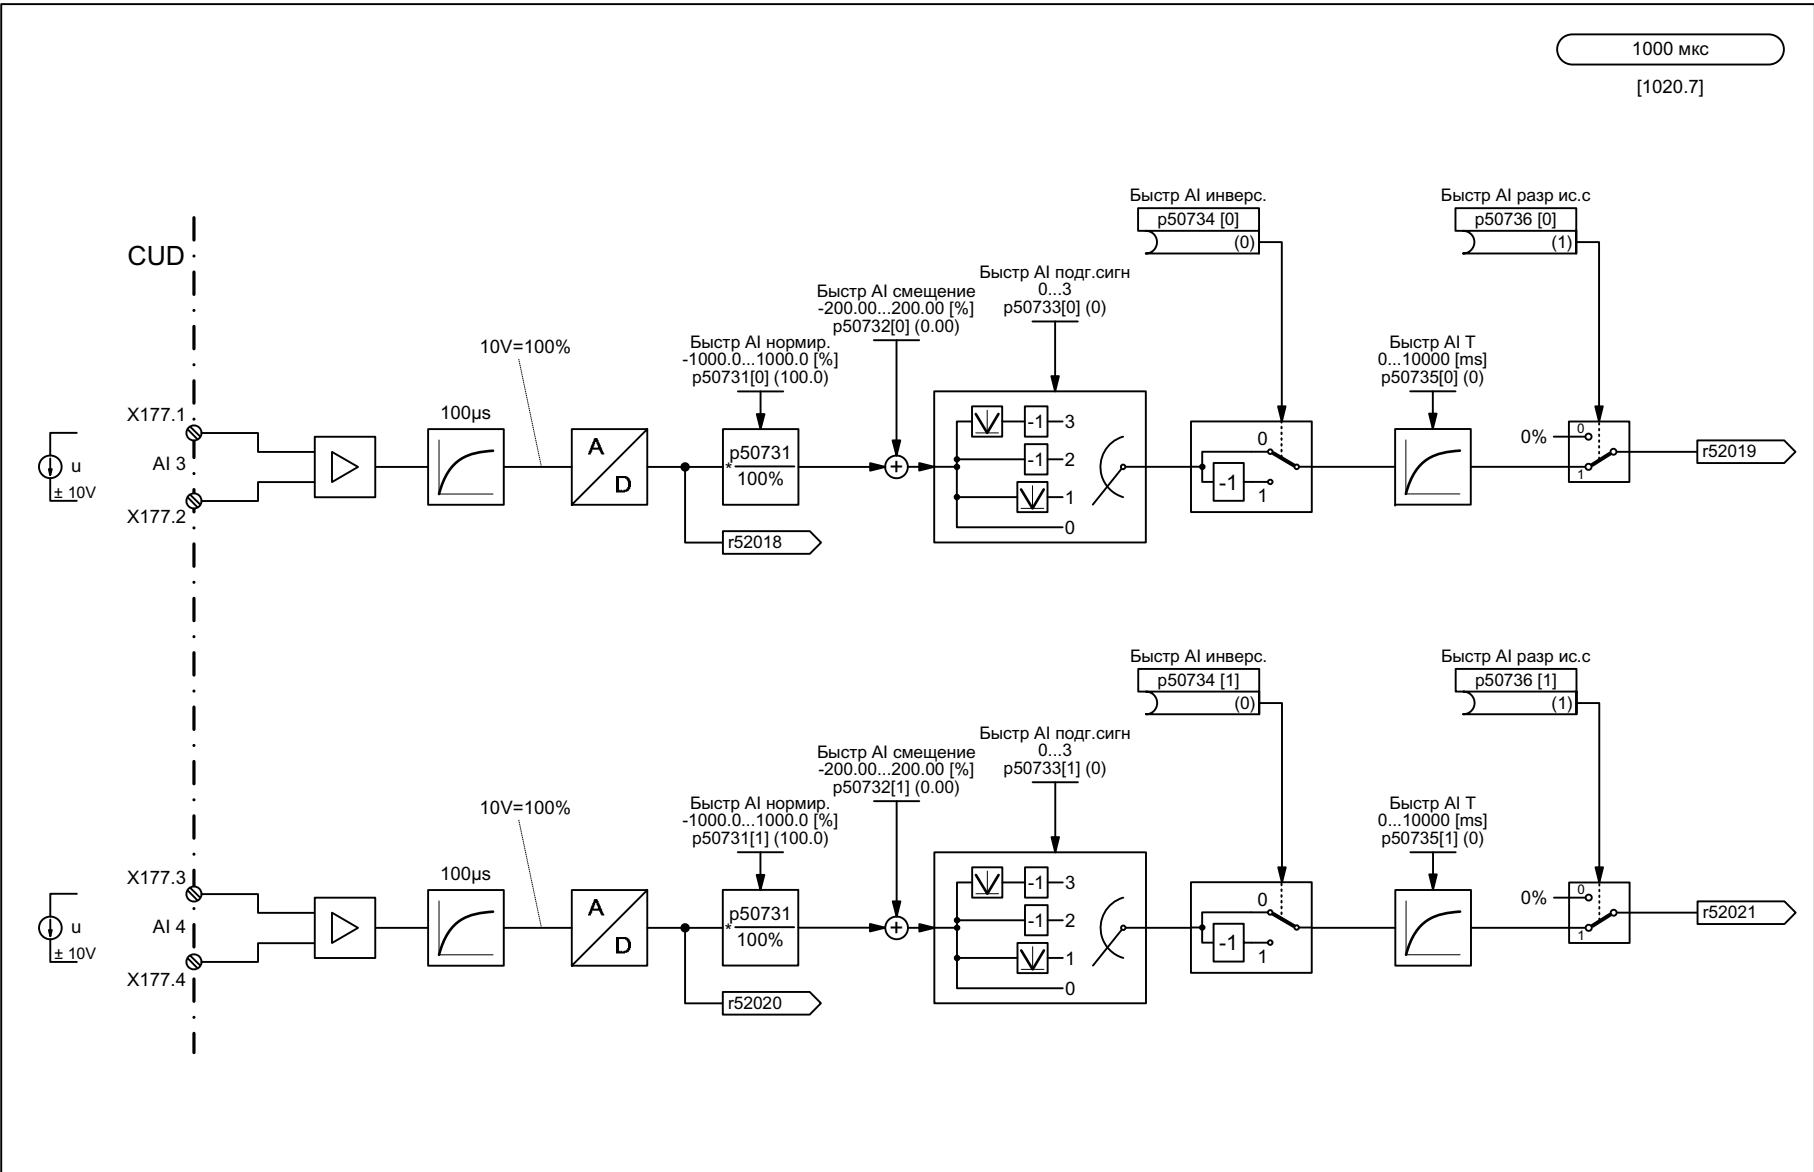 1000 мкс
[1020.7]
CUD
Быстр AI инверс.
p50734 [0]
(0)
Быстр AI разр ис.с
p50736 [0]
(1)
Быстр AI подг.сигн
0...3
p50733[0] (0)
Быстр AI смещение
-200.00...200.00 [%]
p50732[0] (0.00)
Быстр AI нормир.
-1000.0...1000.0 [%]
p50731[0] (100.0)
Быстр AI T
0...10000 [ms]
p50735[0] (0)
10V=100%
100µs
X177.1
AI 3
X177.2
u
± 10V
A
D
p50731
*
100%
+
-1
3
-1
2
1
0
0
-1
1
0%
0
1
r52019
r52018
Быстр AI инверс.
p50734 [1]
(0)
Быстр AI разр ис.с
p50736 [1]
(1)
Быстр AI подг.сигн
0...3
p50733[1] (0)
Быстр AI смещение
-200.00...200.00 [%]
p50732[1] (0.00)
Быстр AI нормир.
-1000.0...1000.0 [%]
p50731[1] (100.0)
Быстр AI T
0...10000 [ms]
p50735[1] (0)
10V=100%
100µs
X177.3
AI 4
X177.4
u
± 10V
A
D
p50731
*
100%
+
-1
3
-1
2
1
0
0
-1
1
0%
0
1
r52021
r52020